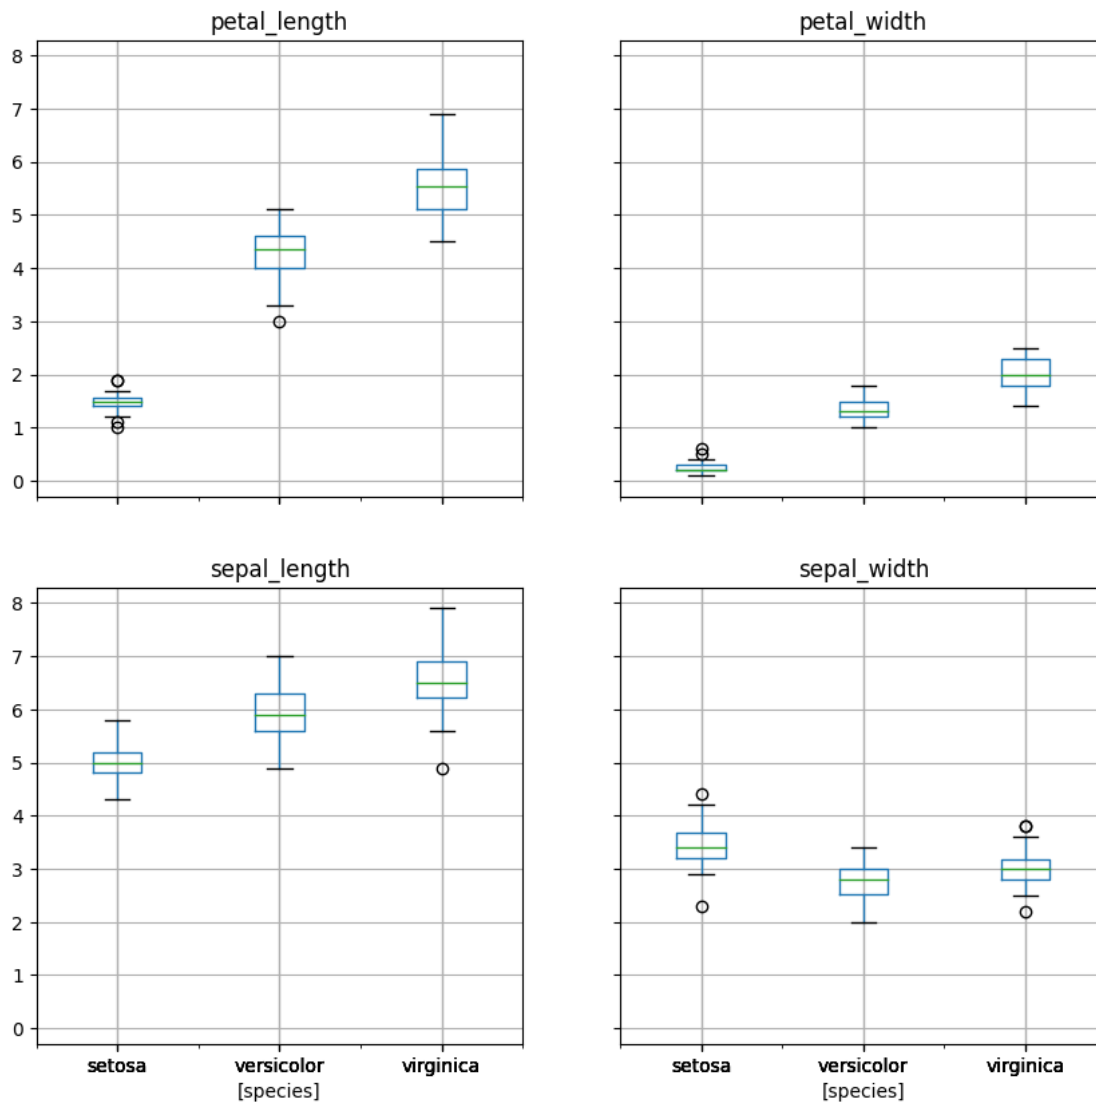 petal_length
petal_width
8
7
6
5
4
3
2
1
0
sepal_length
sepal_width
8
7
6
5
4
3
2
1
0
setosa versicolor virginica
[species]
setosa versicolor virginica
[species]